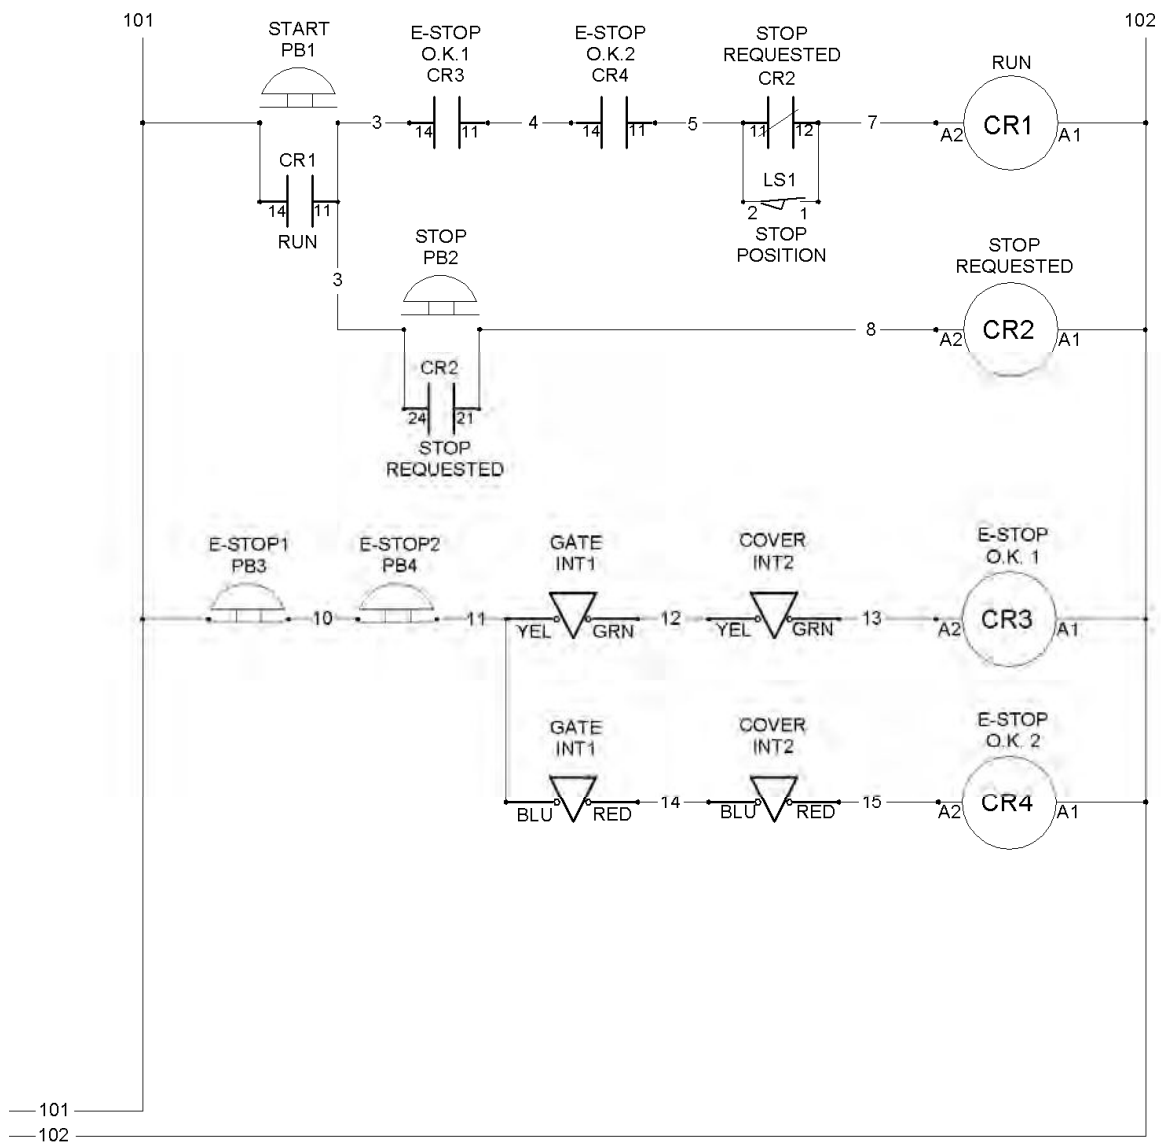 101
102
START
PB1
E-STOP
O.K.1
CR3
E-STOP
O.K.2
CR4
STOP
REQUESTED
CR2
RUN
3
14
11
4
14
11
5
11
12
7
A2
CR1
A1
CR1
14
11
RUN
LS1
2
1
STOP
POSITION
3
STOP
PB2
STOP
REQUESTED
8
A2
CR2
A1
CR2
24
21
STOP
REQUESTED
E-STOP1
PB3
E-STOP2
PB4
GATE
INT1
COVER
INT2
E-STOP
O.K. 1
10
11
YEL
GRN
12
YEL
GRN
13
A2
CR3
A1
GATE
INT1
COVER
INT2
E-STOP
O.K. 2
BLU
RED
14
BLU
RED
15
A2
CR4
A1
101
102